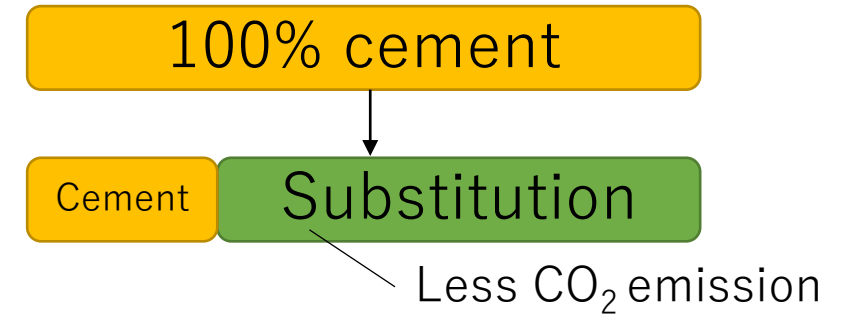 100% cement
Cement
Substitution
Less CO₂ emission